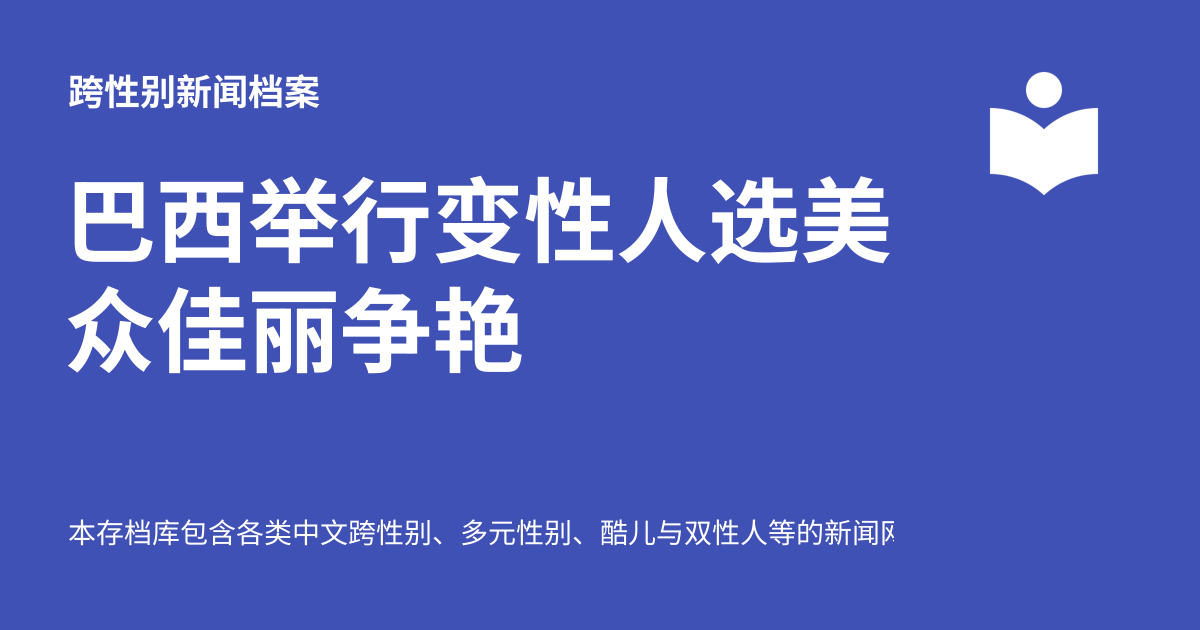 跨性别新闻档案
巴西举行变性人选美
众佳丽争艳
本存档库包含各类中文跨性别、多元性别、酷儿与双性人等的新闻